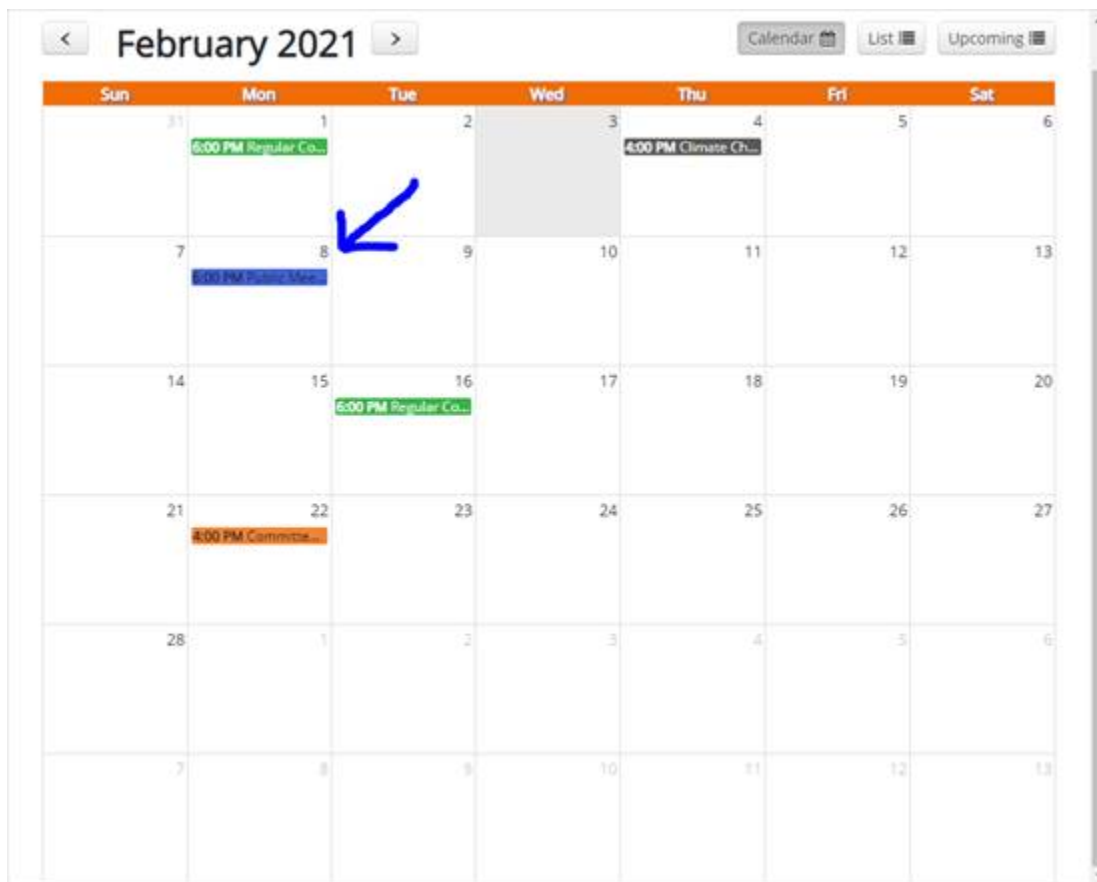 < February 2021 > Calendar List Upcoming
Sun Mon Tue Wed Thu Fri Sat
31 1 2 3 4 5 6
6:00 PM Regular Co... 4:00 PM Climate Ch...
7 8 9 10 11 12 13
6:00 PM Public Mee...
14 15 16 17 18 19 20
6:00 PM Regular Co...
21 22 23 24 25 26 27
4:00 PM Committe...
28 1 2 3 4 5 6
7 8 9 10 11 12 13